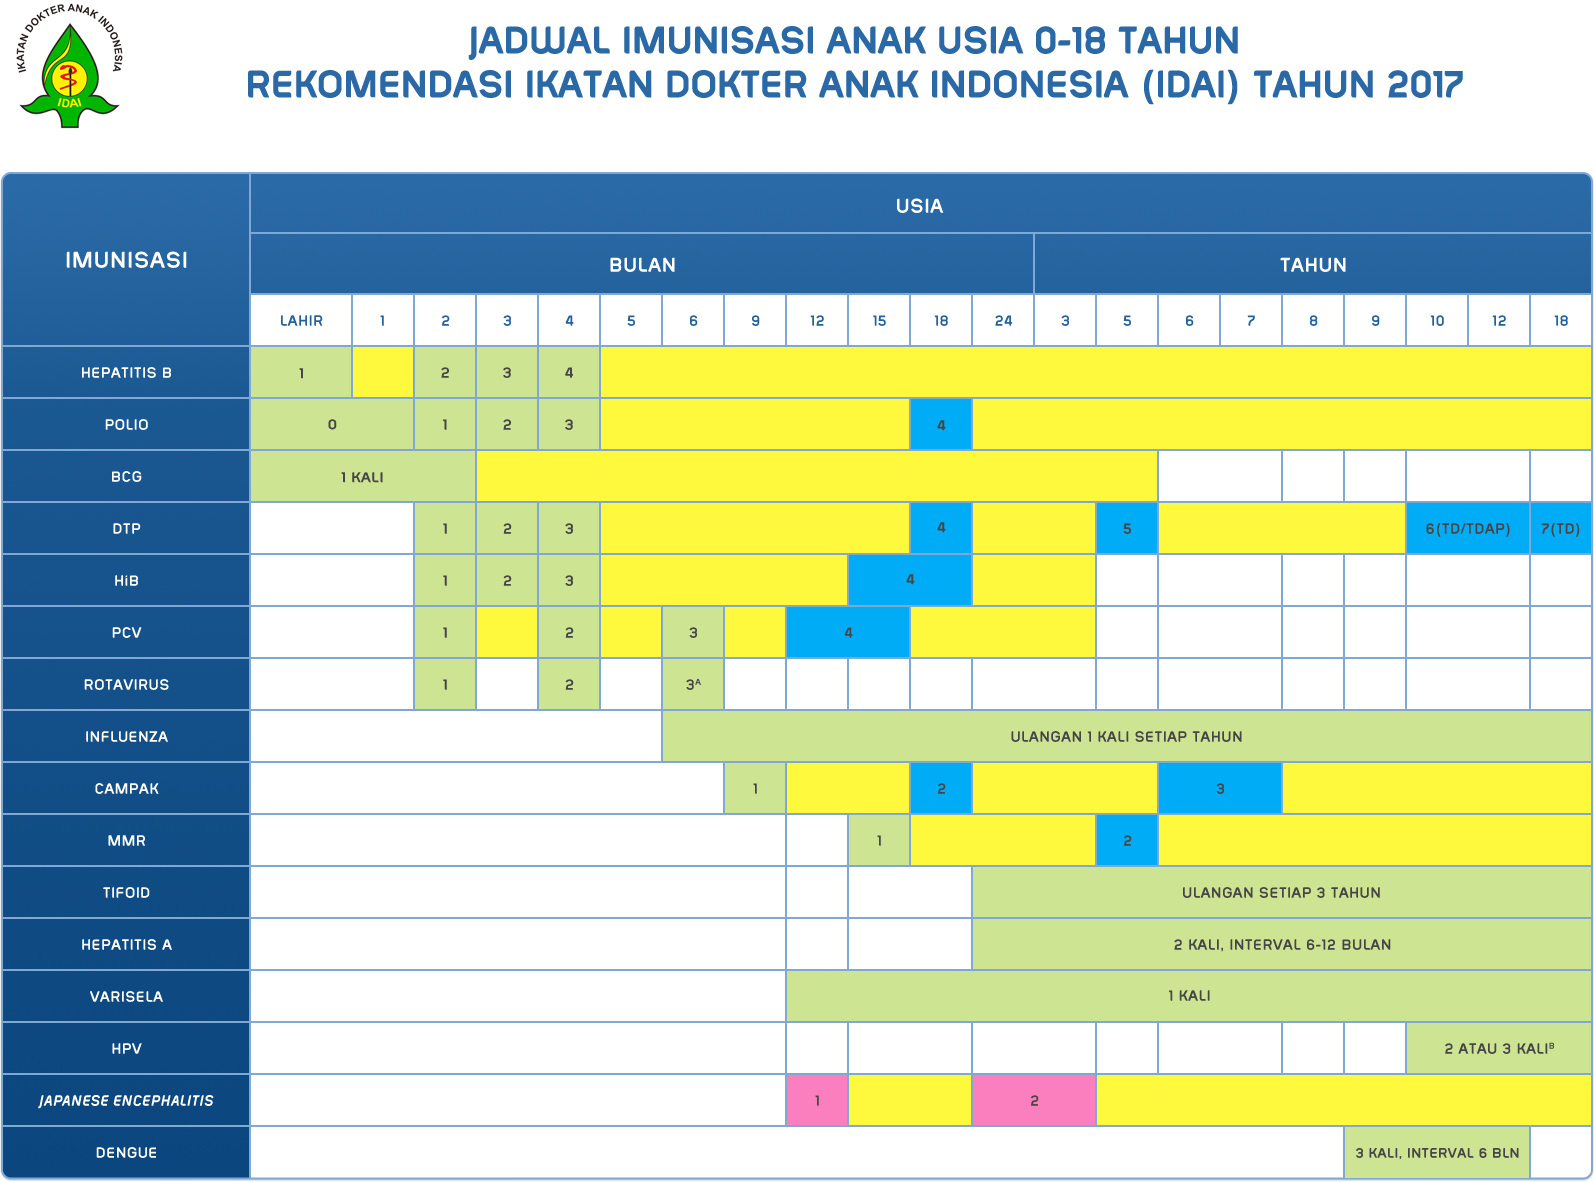 IKATAN DOKTER ANAK INDONESIA
IDAI
JADWAL IMUNISASI ANAK USIA 0-18 TAHUN
REKOMENDASI IKATAN DOKTER ANAK INDONESIA (IDAI) TAHUN 2017
IMUNISASI
USIA
BULAN TAHUN
LAHIR 1 2 3 4 5 6 9 12 15 18 24 3 5 6 7 8 9 10 12 18
HEPATITIS B 1 2 3 4
POLIO 0 1 2 3 4
BCG 1 KALI
DTP 1 2 3 4 5 6(TD/TDAP) 7(TD)
HiB 1 2 3 4
PCV 1 2 3 4
ROTAVIRUS 1 2 3ᴬ
INFLUENZA ULANGAN 1 KALI SETIAP TAHUN
CAMPAK 1 2 3
MMR 1 2
TIFOID ULANGAN SETIAP 3 TAHUN
HEPATITIS A 2 KALI, INTERVAL 6-12 BULAN
VARISELA 1 KALI
HPV 2 ATAU 3 KALIᴮ
JAPANESE ENCEPHALITIS 1 2
DENGUE 3 KALI, INTERVAL 6 BLN